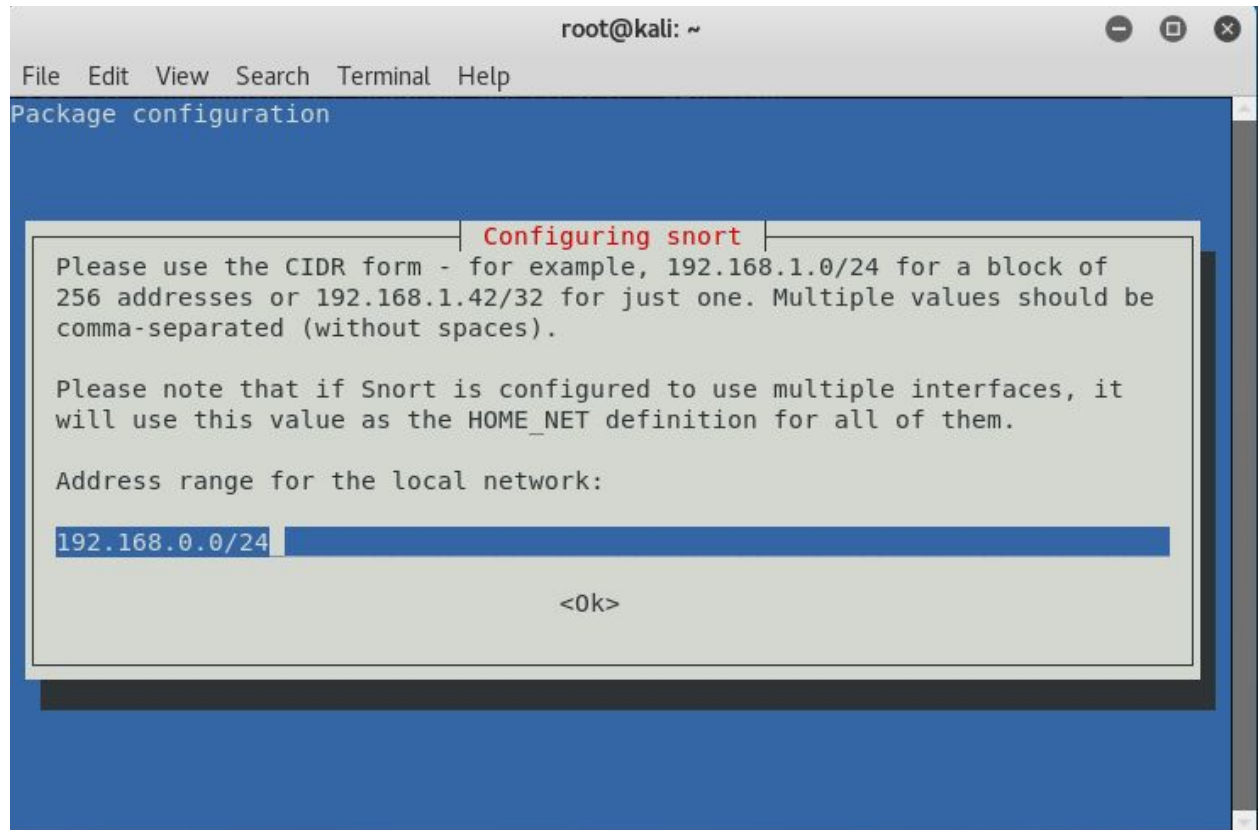 root@kali: ~
File Edit View Search Terminal Help
Package configuration
Configuring snort
Please use the CIDR form - for example, 192.168.1.0/24 for a block of
256 addresses or 192.168.1.42/32 for just one. Multiple values should be
comma-separated (without spaces).
Please note that if Snort is configured to use multiple interfaces, it
will use this value as the HOME_NET definition for all of them.
Address range for the local network:
192.168.0.0/24
<Ok>